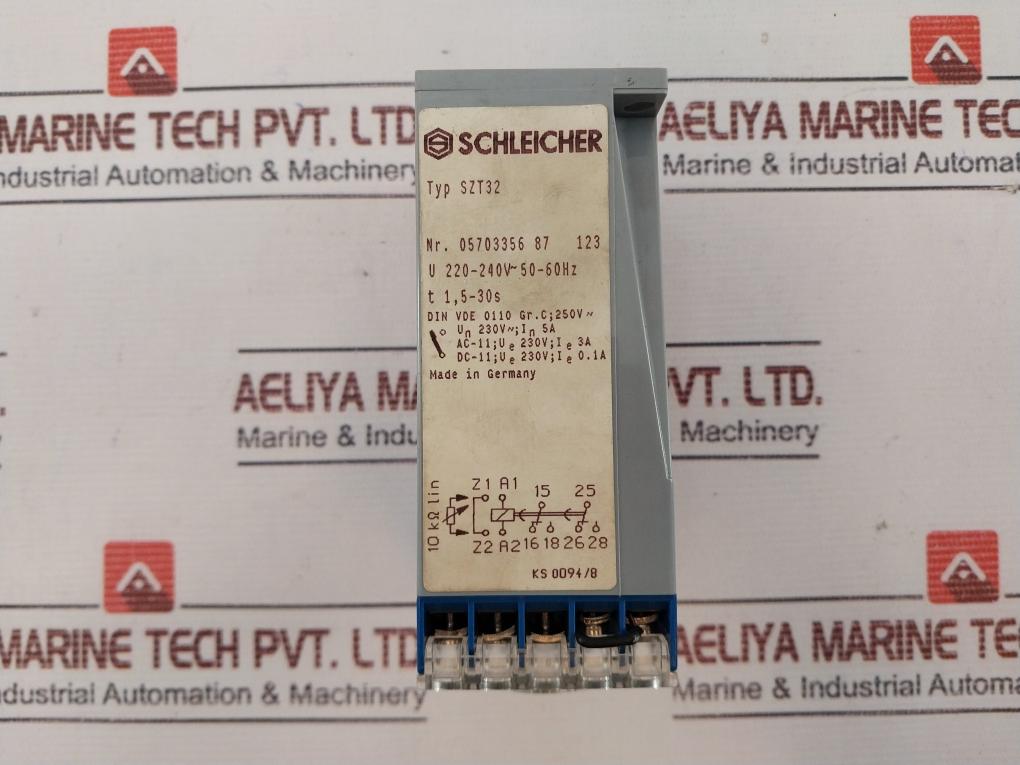 MARINE TECH PVT. LTD
ndustrial Automation & Machinery
AELIYA MARINE TEC
Marine & Industrial Automa
SCHLEICHER
Typ SZT32
Nr. 05703356 87 123
U 220-240V~50-60Hz
t 1,5-30s
DIN VDE 0110 Gr.C;250V~
Un 230V~;In 5A
AC-11;Ue 230V;Ie 3A
DC-11;Ue 230V;Ie 0.1A
Made in Germany
AELIYA MA
Marine & Indu
VT. LTD.
Machinery
10 kΩ lin
Z1 A1 15 25
Z2 A2 16 18 26 28
KS 0094/8
MARINE TECH PVT. LTD
ndustrial Automation & Machinery
AELIYA MARINE TEC
Marine & Industrial Automa